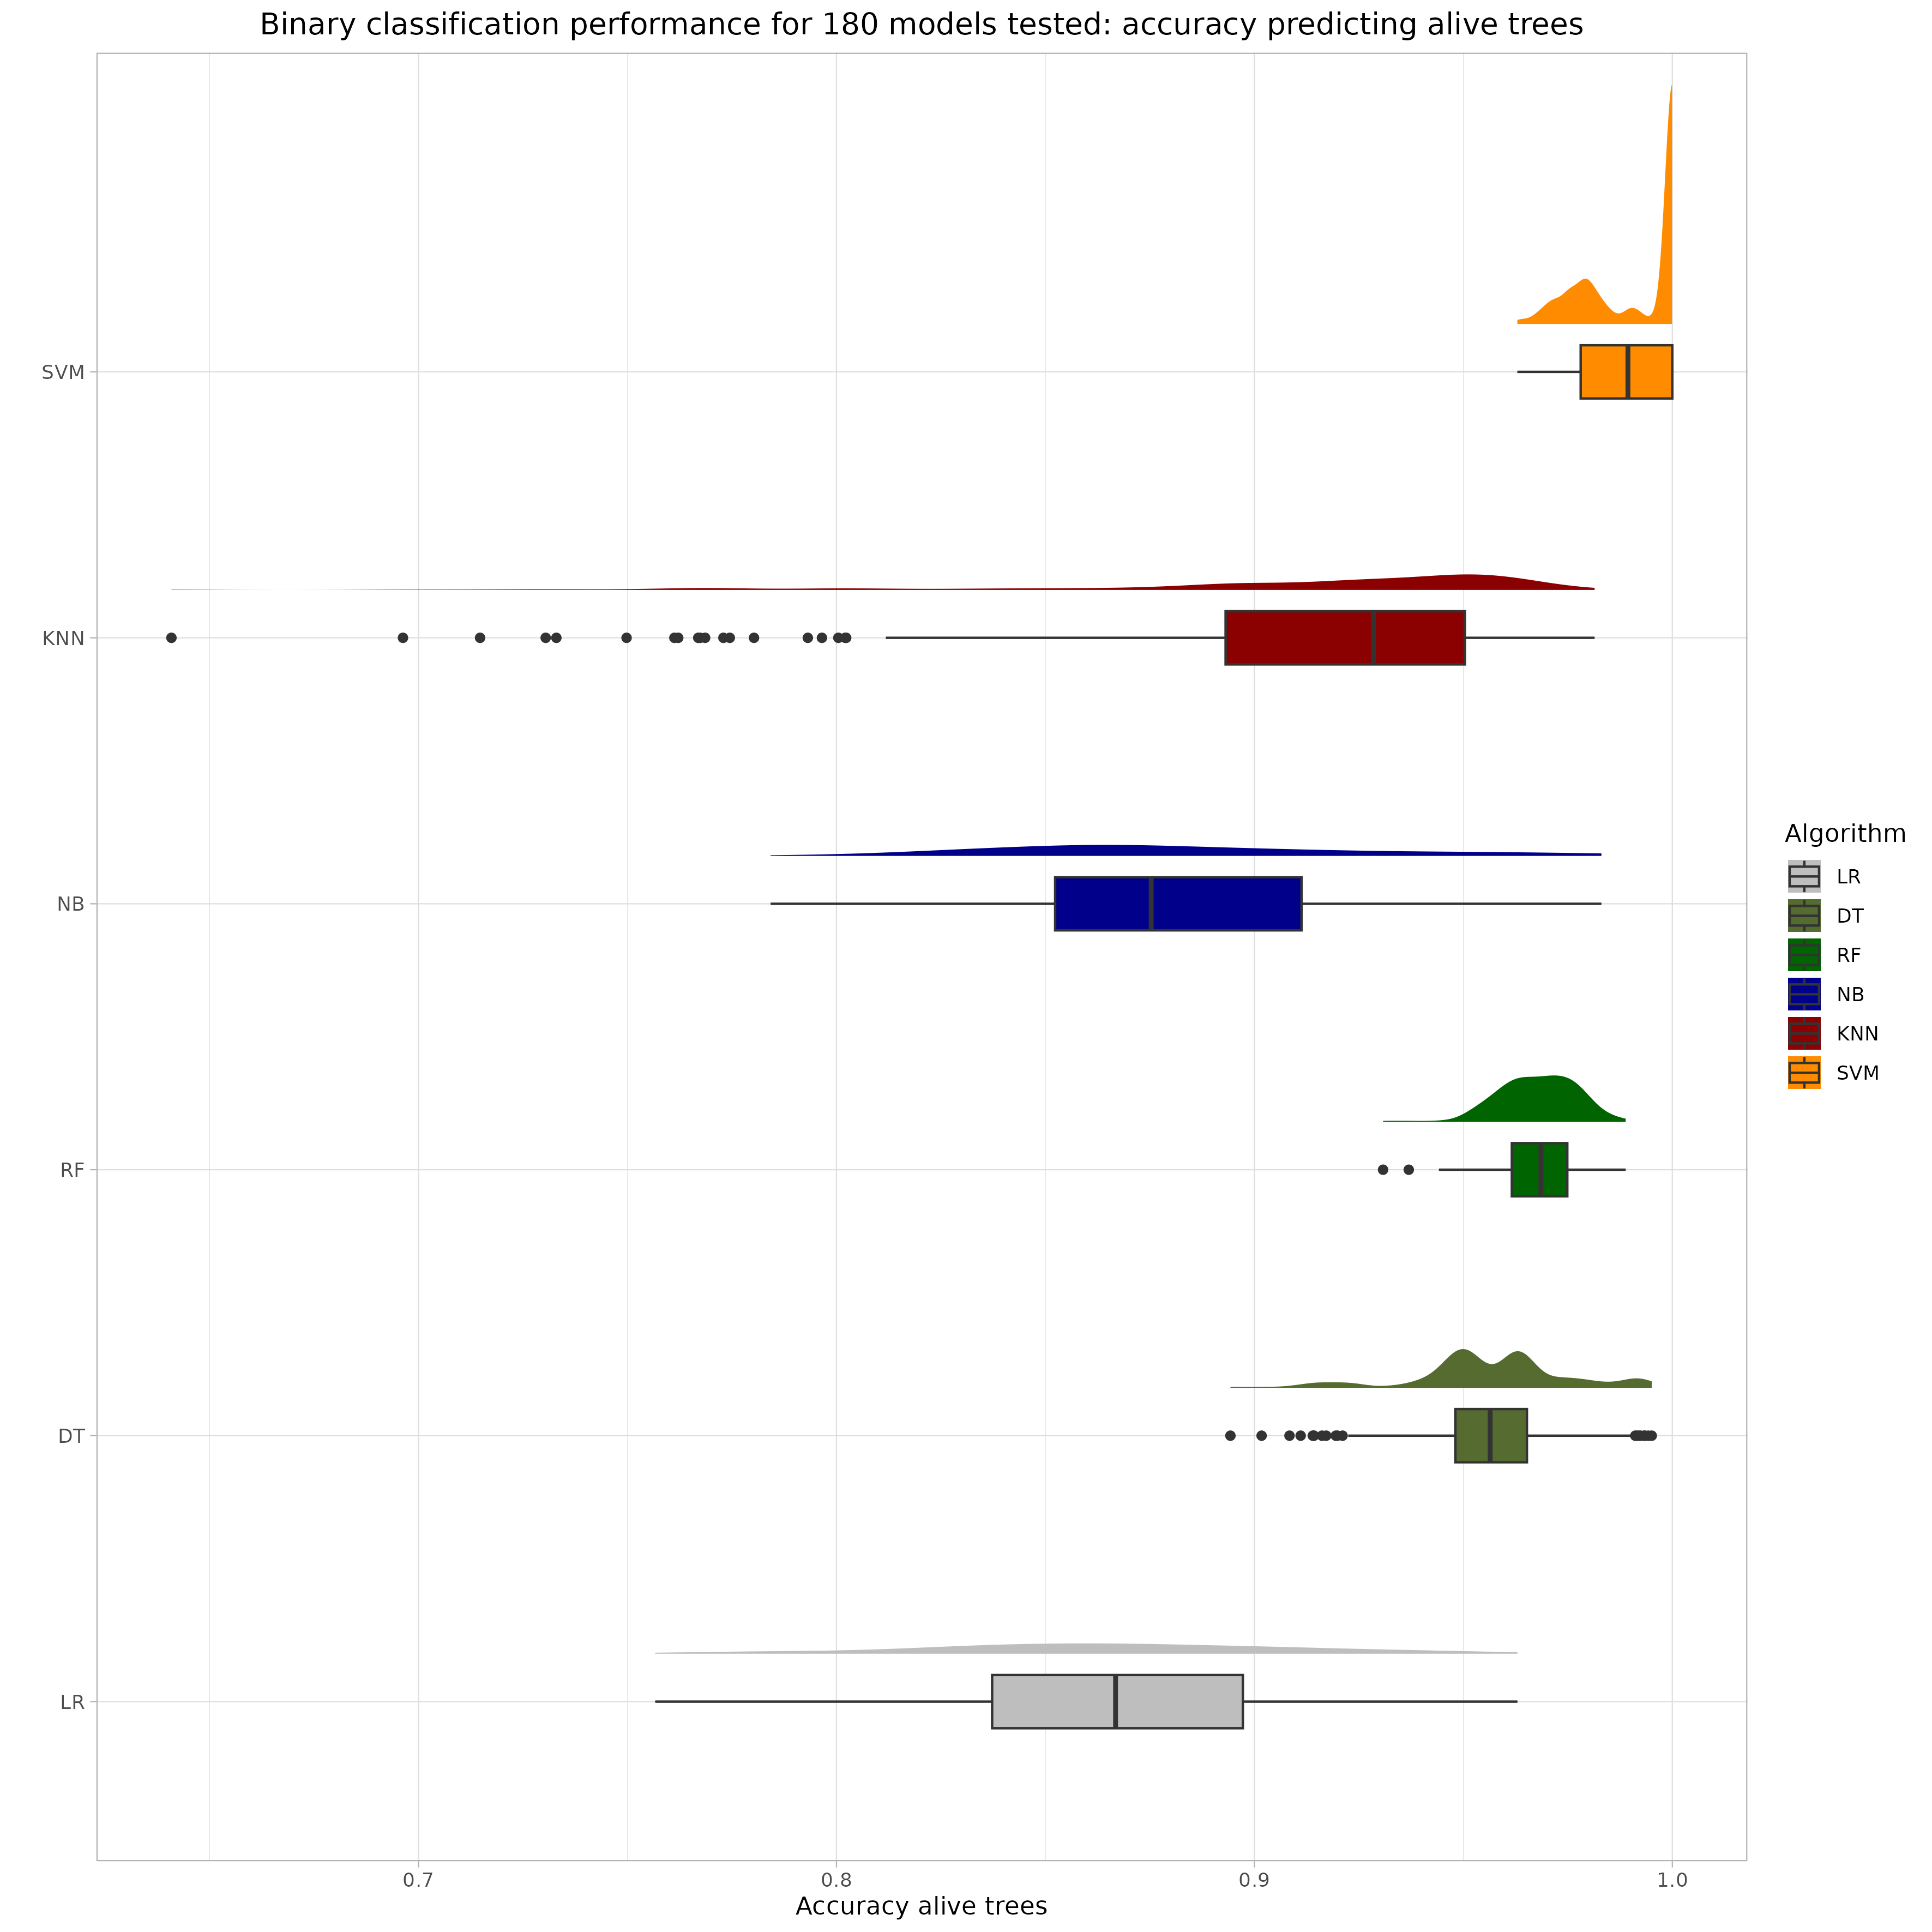 Binary classification performance for 180 models tested: accuracy predicting alive trees
SVM
KNN
NB
RF
DT
LR
0.7 0.8 0.9 1.0
Accuracy alive trees
Algorithm
LR
DT
RF
NB
KNN
SVM